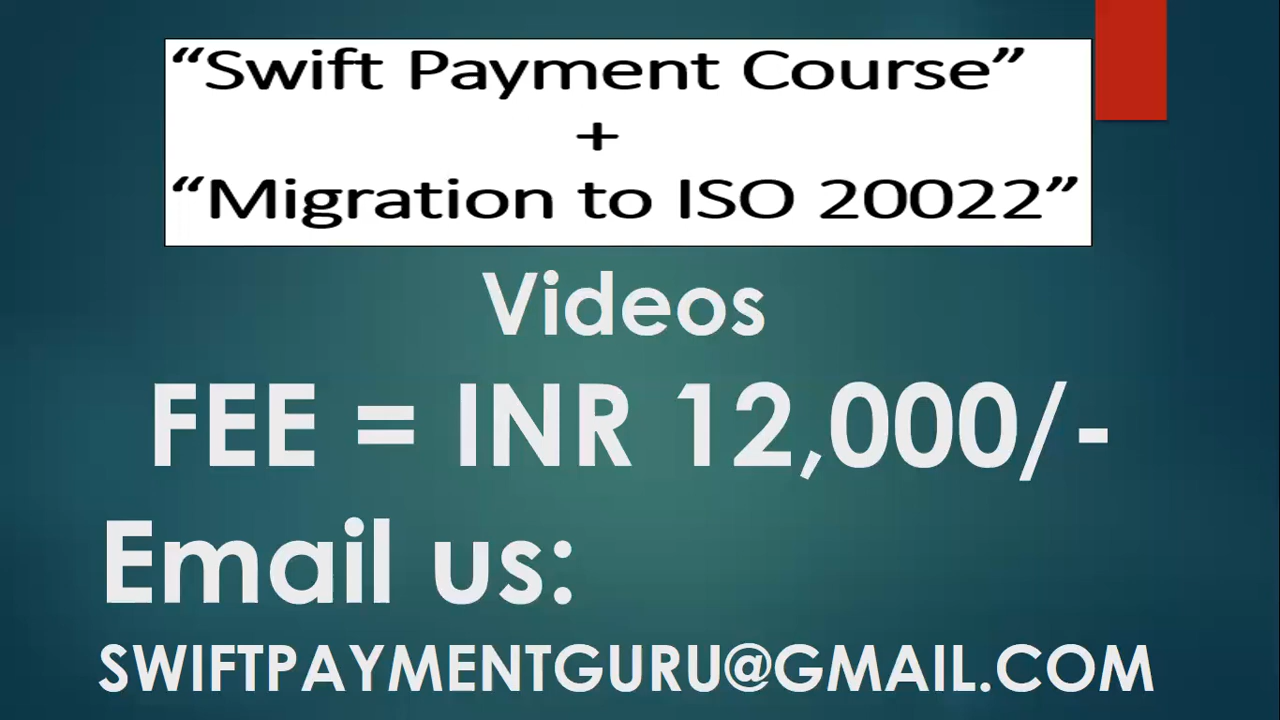 “Swift Payment Course”
+
“Migration to ISO 20022”
Videos
FEE = INR 12,000/-
Email us:
SWIFTPAYMENTGURU@GMAIL.COM